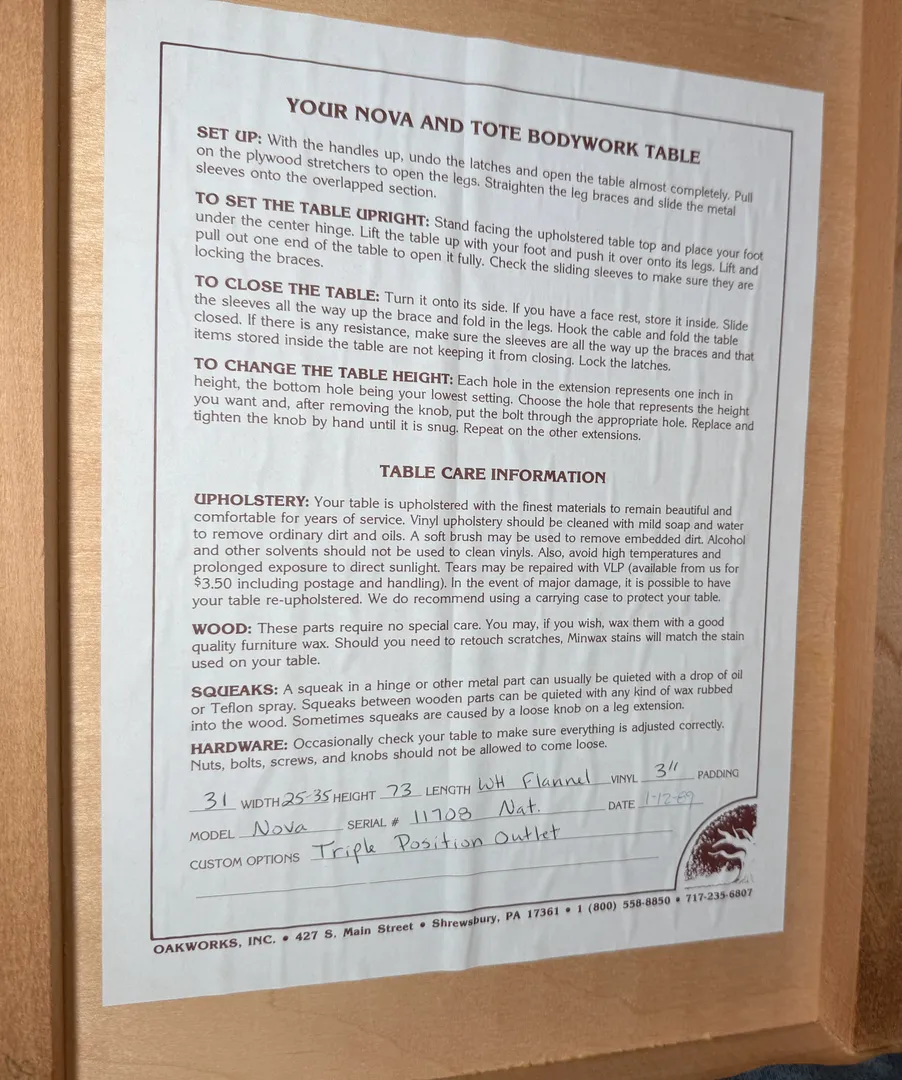 YOUR NOVA AND TOTE BODYWORK TABLE
SET UP: With the handles up, undo the latches and open the table almost completely. Pull
on the plywood stretchers to open the legs. Straighten the leg braces and slide the metal
sleeves onto the overlapped section.
TO SET THE TABLE UPRIGHT: Stand facing the upholstered table top and place your foot
under the center hinge. Lift the table up with your foot and push it over onto its legs. Lift and
pull out one end of the table to open it fully. Check the sliding sleeves to make sure they are
locking the braces.
TO CLOSE THE TABLE: Turn it onto its side. If you have a face rest, store it inside. Slide
the sleeves all the way up the brace and fold in the legs. Hook the cable and fold the table
closed. If there is any resistance, make sure the sleeves are all the way up the braces and that
items stored inside the table are not keeping it from closing. Lock the latches.
TO CHANGE THE TABLE HEIGHT: Each hole in the extension represents one inch in
height, the bottom hole being your lowest setting. Choose the hole that represents the height
you want and, after removing the knob, put the bolt through the appropriate hole. Replace and
tighten the knob by hand until it is snug. Repeat on the other extensions.
TABLE CARE INFORMATION
UPHOLSTERY: Your table is upholstered with the finest materials to remain beautiful and
comfortable for years of service. Vinyl upholstery should be cleaned with mild soap and water
to remove ordinary dirt and oils. A soft brush may be used to remove embedded dirt. Alcohol
and other solvents should not be used to clean vinyls. Also, avoid high temperatures and
prolonged exposure to direct sunlight. Tears may be repaired with VLP (available from us for
$3.50 including postage and handling). In the event of major damage, it is possible to have
your table re-upholstered. We do recommend using a carrying case to protect your table.
WOOD: These parts require no special care. You may, if you wish, wax them with a good
quality furniture wax. Should you need to retouch scratches, Minwax stains will match the stain
used on your table.
SQUEAKS: A squeak in a hinge or other metal part can usually be quieted with a drop of oil
or Teflon spray. Squeaks between wooden parts can be quieted with any kind of wax rubbed
into the wood. Sometimes squeaks are caused by a loose knob on a leg extension.
HARDWARE: Occasionally check your table to make sure everything is adjusted correctly.
Nuts, bolts, screws, and knobs should not be allowed to come loose.
31 WIDTH 25-35 HEIGHT 73 LENGTH WH Flannel VINYL 3" PADDING
MODEL Nova SERIAL # 11708 Nat. DATE 1-12-89
CUSTOM OPTIONS Triple Position Outlet
OAKWORKS, INC. • 427 S. Main Street • Shrewsbury, PA 17361 • 1 (800) 558-8850 • 717-235-6807